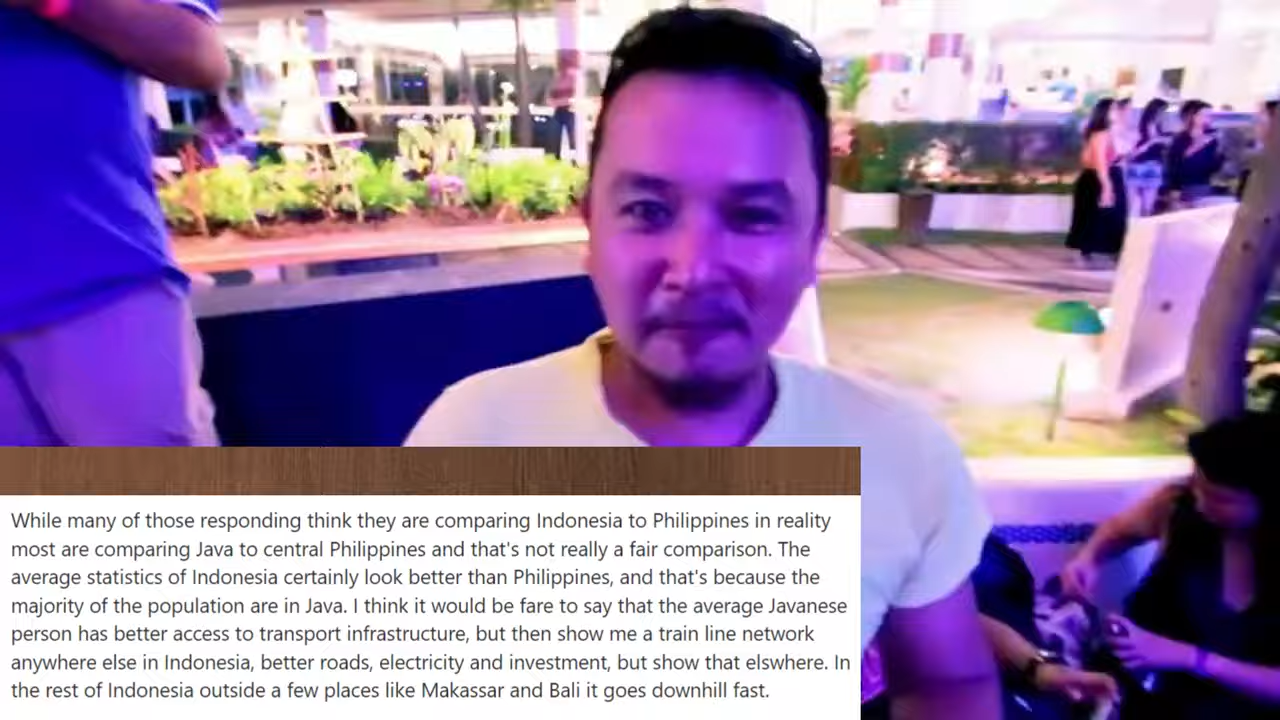 While many of those responding think they are comparing Indonesia to Philippines in reality
most are comparing Java to central Philippines and that's not really a fair comparison. The
average statistics of Indonesia certainly look better than Philippines, and that's because the
majority of the population are in Java. I think it would be fare to say that the average Javanese
person has better access to transport infrastructure, but then show me a train line network
anywhere else in Indonesia, better roads, electricity and investment, but show that elswhere. In
the rest of Indonesia outside a few places like Makassar and Bali it goes downhill fast.